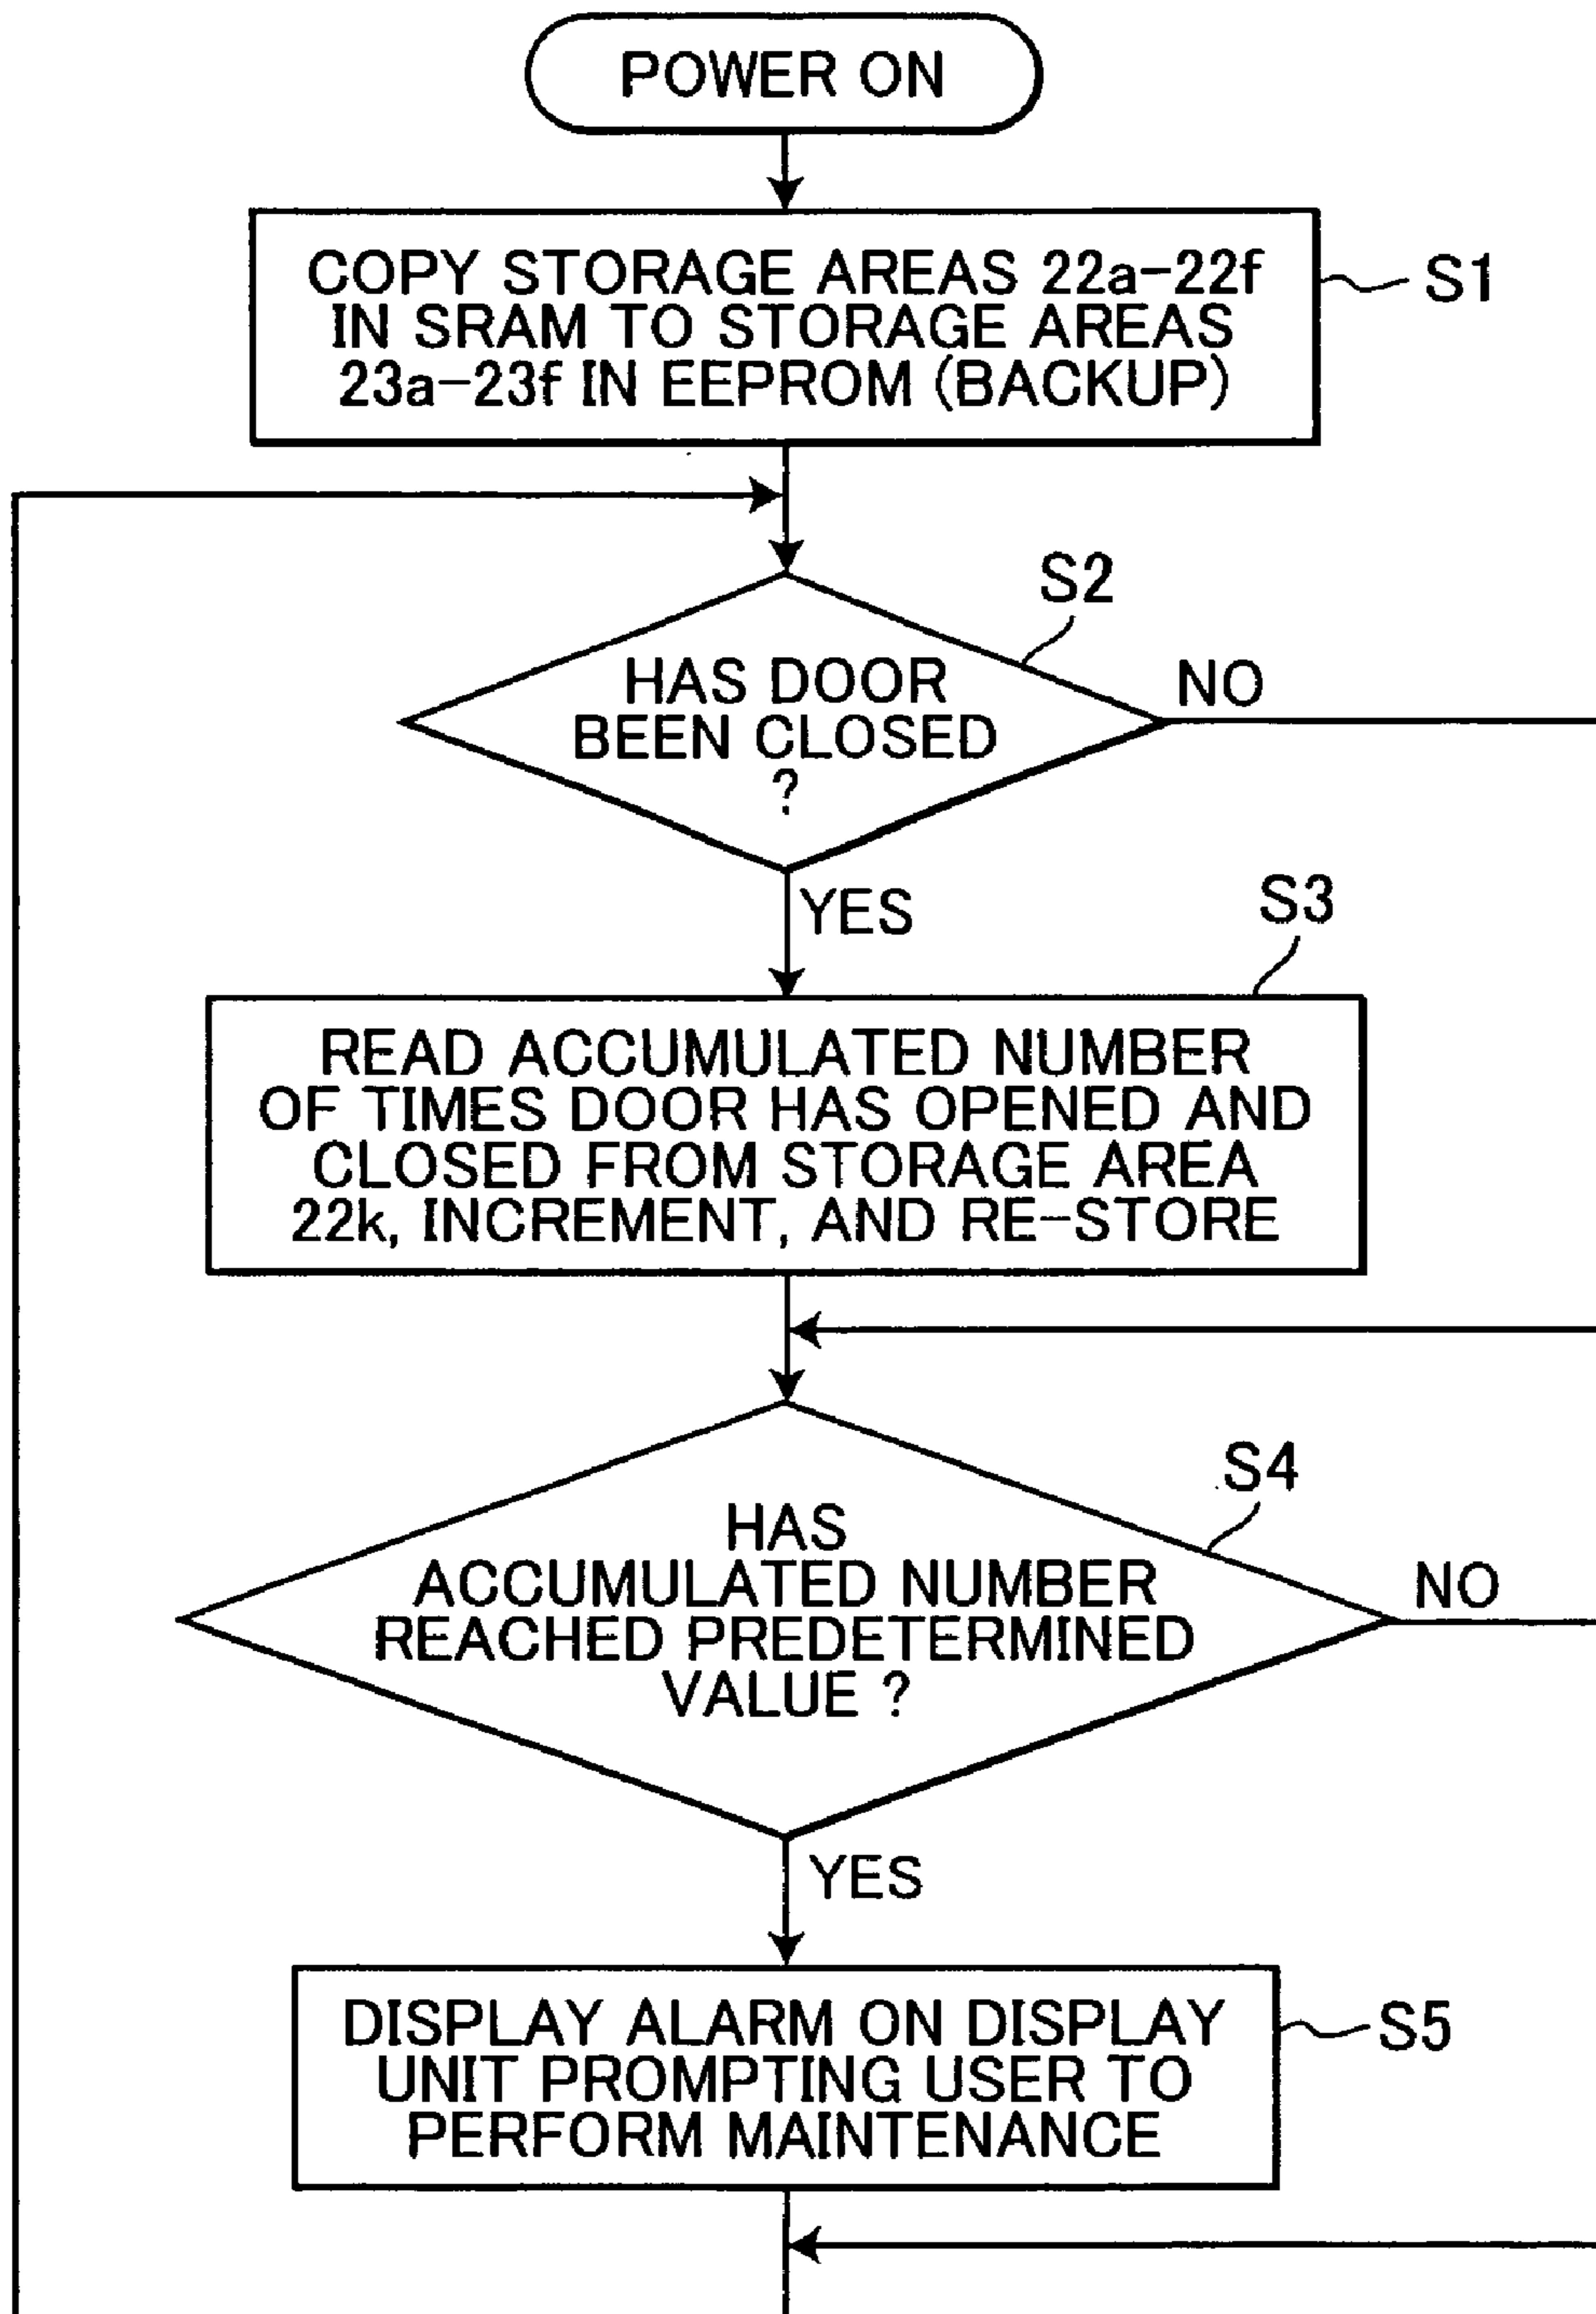 POWER ON
COPY STORAGE AREAS 22a-22f
IN SRAM TO STORAGE AREAS
23a-23f IN EEPROM (BACKUP)
S1
S2
HAS DOOR
BEEN CLOSED
?
NO
YES
S3
READ ACCUMULATED NUMBER
OF TIMES DOOR HAS OPENED AND
CLOSED FROM STORAGE AREA
22k, INCREMENT, AND RE-STORE
S4
HAS
ACCUMULATED NUMBER
REACHED PREDETERMINED
VALUE ?
NO
YES
DISPLAY ALARM ON DISPLAY
UNIT PROMPTING USER TO
PERFORM MAINTENANCE
S5